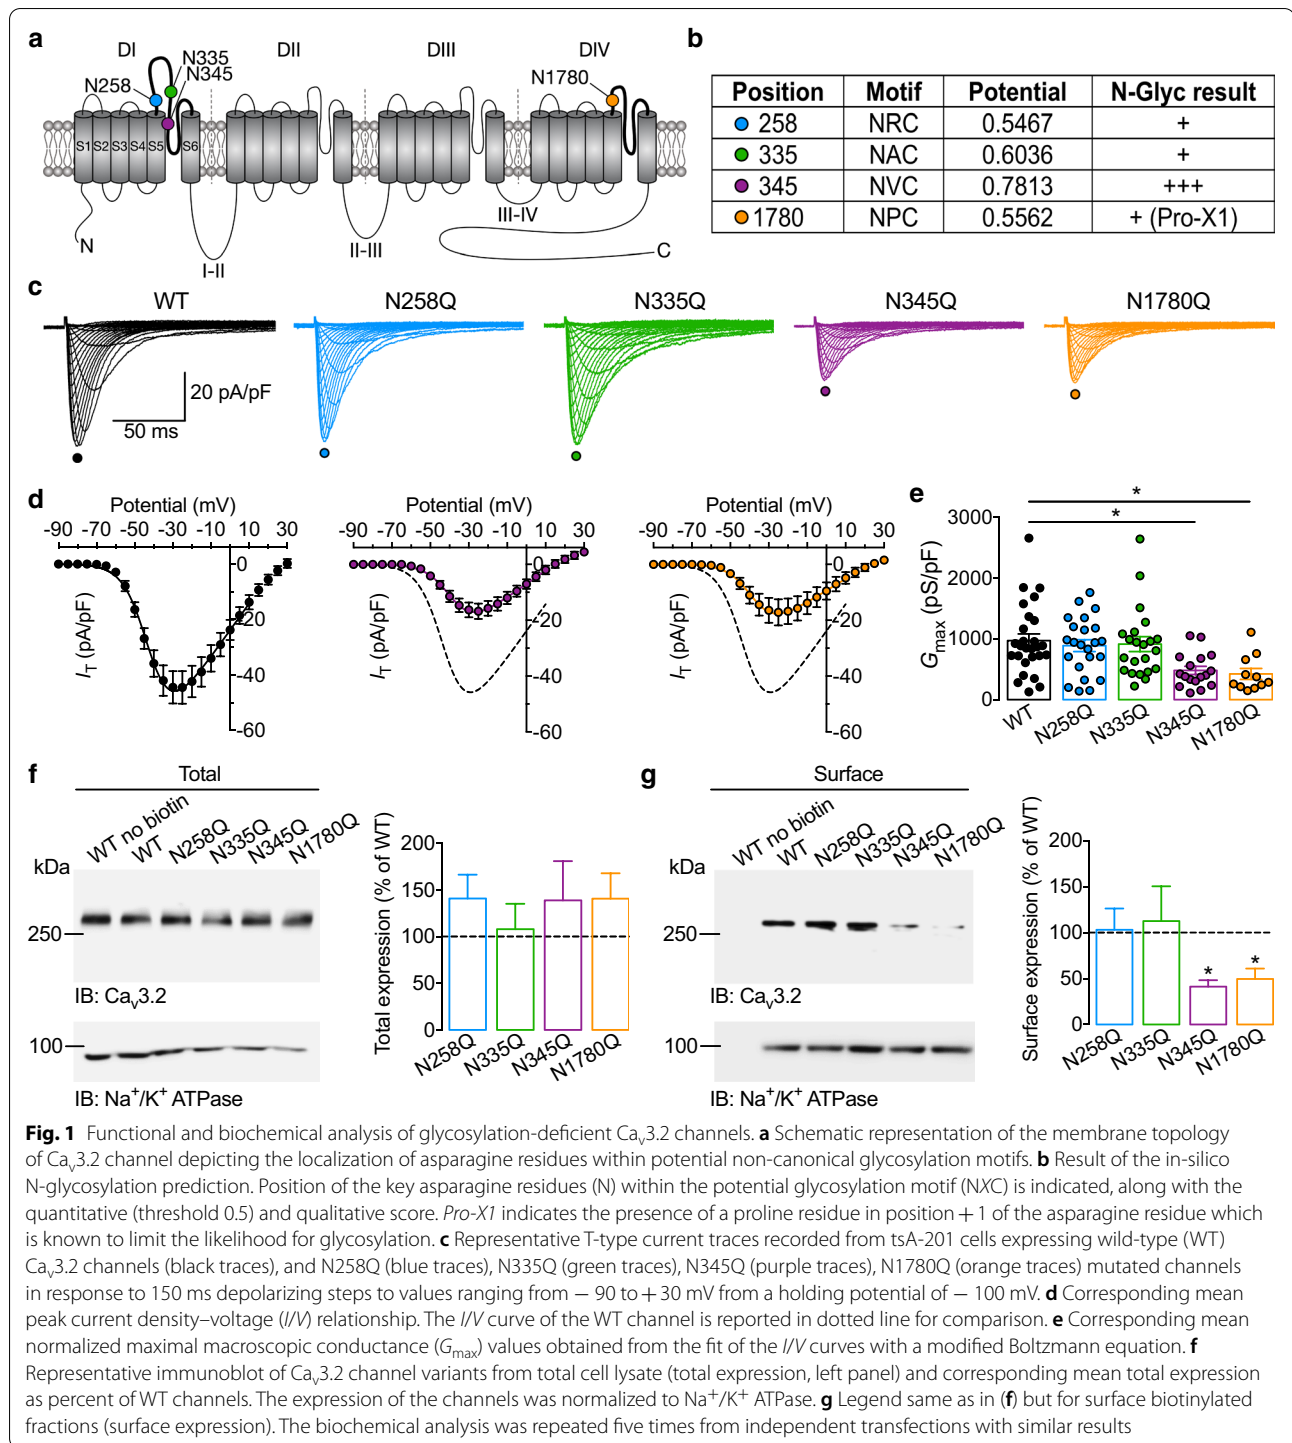 a
DI
DII
DIII
DIV
N335
N345
N258
N1780
S1 S2 S3 S4 S5 S6
N
I-II
II-III
III-IV
C
b
Position Motif Potential N-Glyc result
258 NRC 0.5467 +
335 NAC 0.6036 +
345 NVC 0.7813 +++
1780 NPC 0.5562 + (Pro-X1)
c
WT N258Q N335Q N345Q N1780Q
20 pA/pF
50 ms
d
Potential (mV) Potential (mV) Potential (mV)
-90 -70 -50 -30 -10 10 30
-90 -70 -50 -30 -10 10 30
-90 -70 -50 -30 -10 10 30
0
-20
-40
-60
I_T (pA/pF)
0
-20
-40
-60
I_T (pA/pF)
0
-20
-40
-60
I_T (pA/pF)
e
G_max (pS/pF)
3000
2000
1000
0
*
*
WT N258Q N335Q N345Q N1780Q
f
Total
WT no biotin WT N258Q N335Q N345Q N1780Q
kDa
250
IB: Ca_v3.2
100
IB: Na⁺/K⁺ ATPase
Total expression (% of WT)
200
150
100
50
0
N258Q N335Q N345Q N1780Q
g
Surface
WT no biotin WT N258Q N335Q N345Q N1780Q
kDa
250
IB: Ca_v3.2
100
IB: Na⁺/K⁺ ATPase
Surface expression (% of WT)
200
150
100
50
0
* *
N258Q N335Q N345Q N1780Q
Fig. 1 Functional and biochemical analysis of glycosylation-deficient Ca_v3.2 channels. a Schematic representation of the membrane topology
of Ca_v3.2 channel depicting the localization of asparagine residues within potential non-canonical glycosylation motifs. b Result of the in-silico
N-glycosylation prediction. Position of the key asparagine residues (N) within the potential glycosylation motif (NXC) is indicated, along with the
quantitative (threshold 0.5) and qualitative score. Pro-X1 indicates the presence of a proline residue in position + 1 of the asparagine residue which
is known to limit the likelihood for glycosylation. c Representative T-type current traces recorded from tsA-201 cells expressing wild-type (WT)
Ca_v3.2 channels (black traces), and N258Q (blue traces), N335Q (green traces), N345Q (purple traces), N1780Q (orange traces) mutated channels
in response to 150 ms depolarizing steps to values ranging from − 90 to + 30 mV from a holding potential of − 100 mV. d Corresponding mean
peak current density–voltage (I/V) relationship. The I/V curve of the WT channel is reported in dotted line for comparison. e Corresponding mean
normalized maximal macroscopic conductance (G_max) values obtained from the fit of the I/V curves with a modified Boltzmann equation. f
Representative immunoblot of Ca_v3.2 channel variants from total cell lysate (total expression, left panel) and corresponding mean total expression
as percent of WT channels. The expression of the channels was normalized to Na⁺/K⁺ ATPase. g Legend same as in (f) but for surface biotinylated
fractions (surface expression). The biochemical analysis was repeated five times from independent transfections with similar results